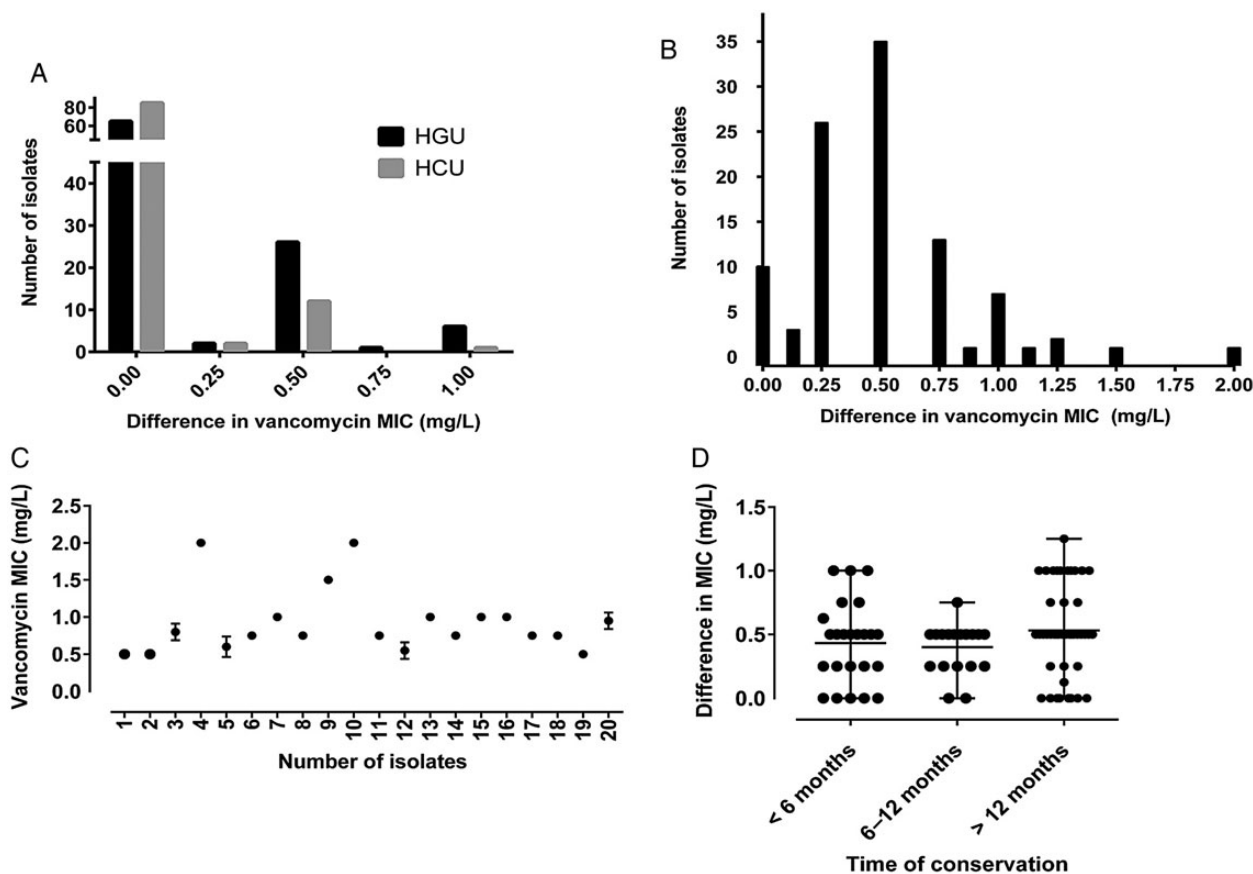 A
80
60
40
30
20
10
0
Number of isolates
HGU
HCU
0.00 0.25 0.50 0.75 1.00
Difference in vancomycin MIC (mg/L)
B
35
30
25
20
15
10
5
0
Number of isolates
0.00 0.25 0.50 0.75 1.00 1.25 1.50 1.75 2.00
Difference in vancomycin MIC (mg/L)
C
Vancomycin MIC (mg/L)
2.5
2.0
1.5
1.0
0.5
0.0
1 2 3 4 5 6 7 8 9 10 11 12 13 14 15 16 17 18 19 20
Number of isolates
D
Difference in MIC (mg/L)
1.5
1.0
0.5
0.0
< 6 months
6–12 months
> 12 months
Time of conservation